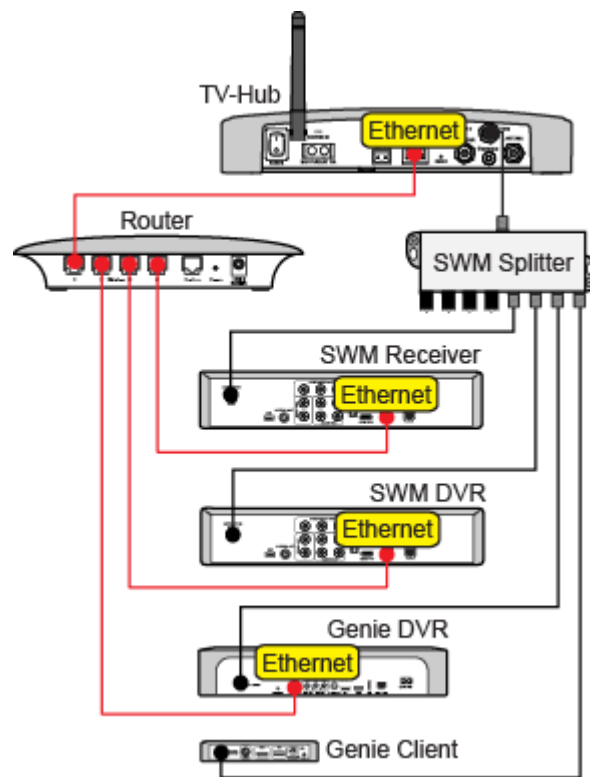 TV-Hub
Ethernet
Router
SWM Splitter
SWM Receiver
Ethernet
SWM DVR
Ethernet
Genie DVR
Ethernet
Genie Client